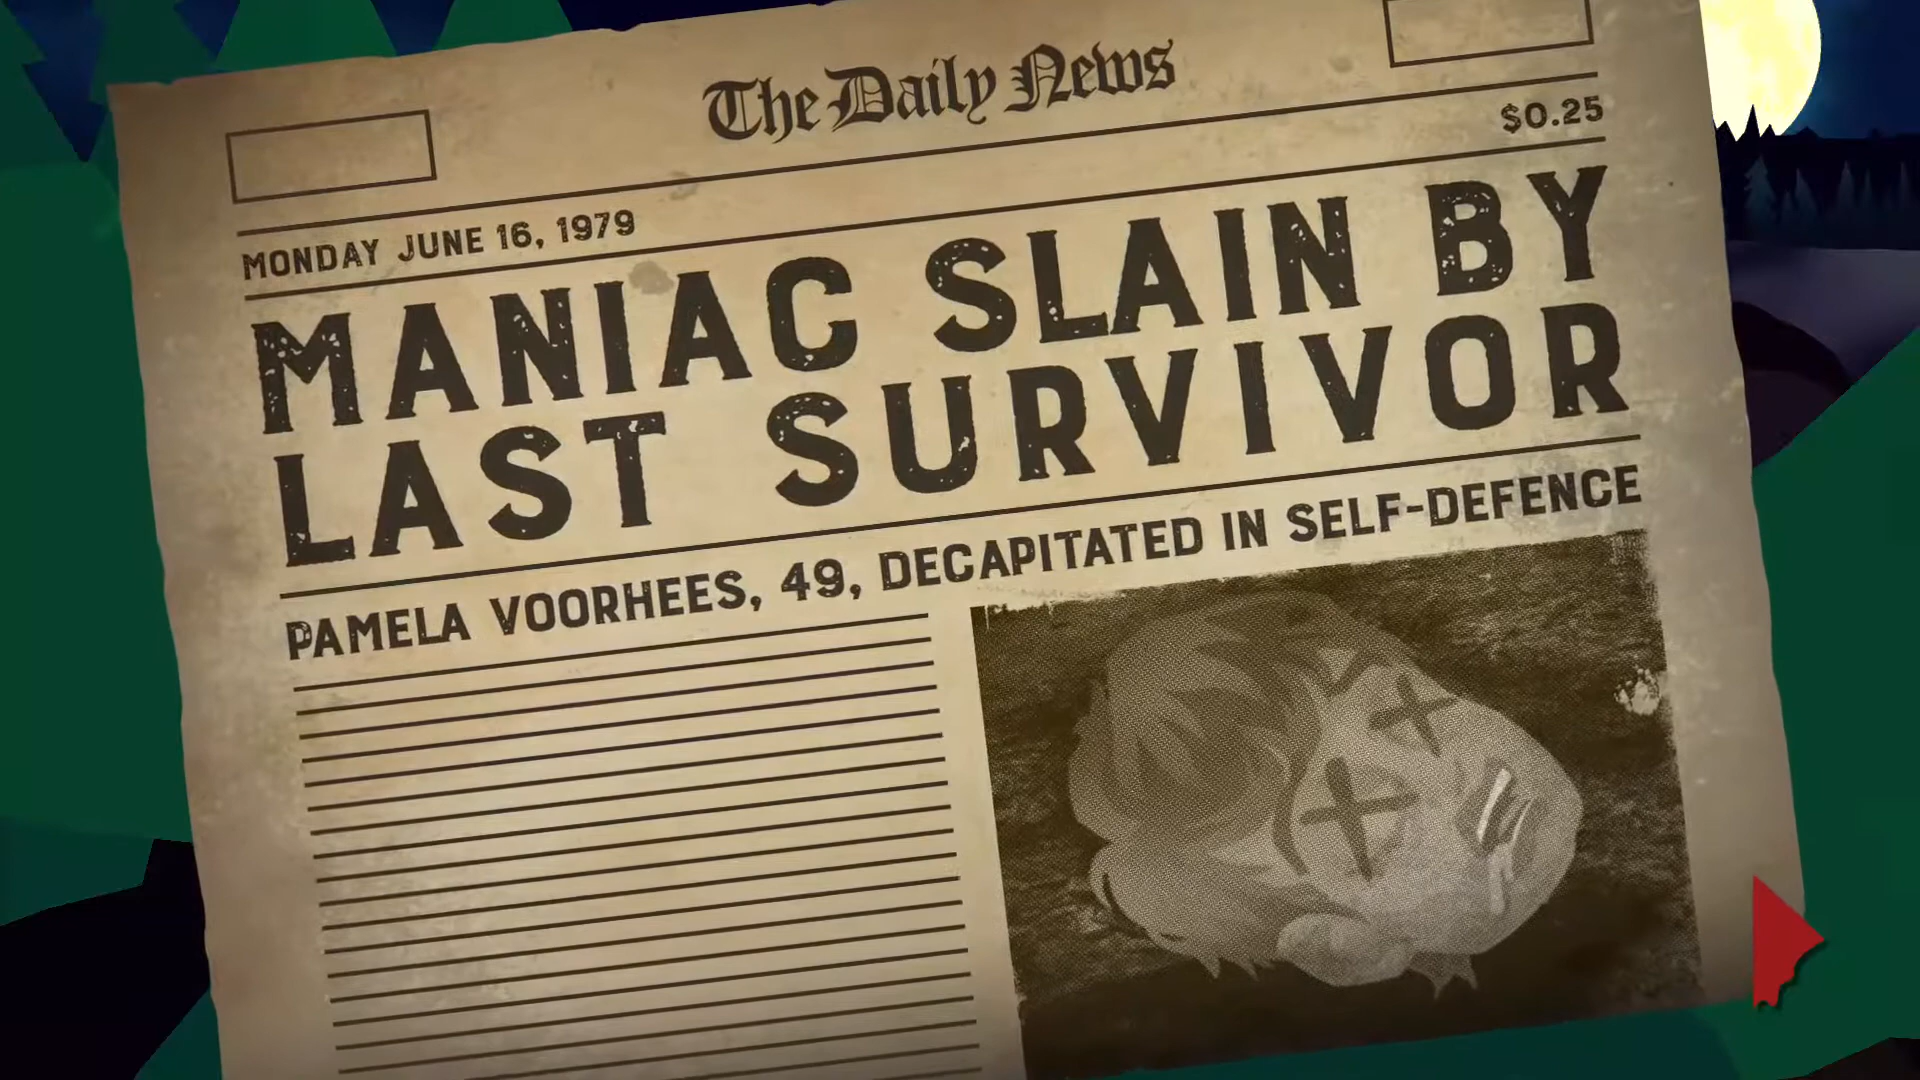 The Daily News
$0.25
MONDAY JUNE 16, 1979
MANIAC SLAIN BY
LAST SURVIVOR
PAMELA VOORHEES, 49, DECAPITATED IN SELF-DEFENCE